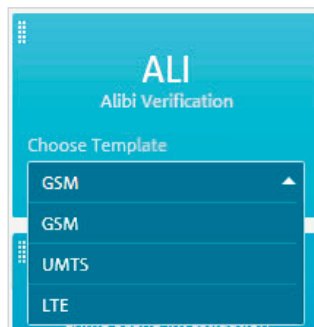 ALI
Alibi Verification
Choose Template
GSM
GSM
UMTS
LTE